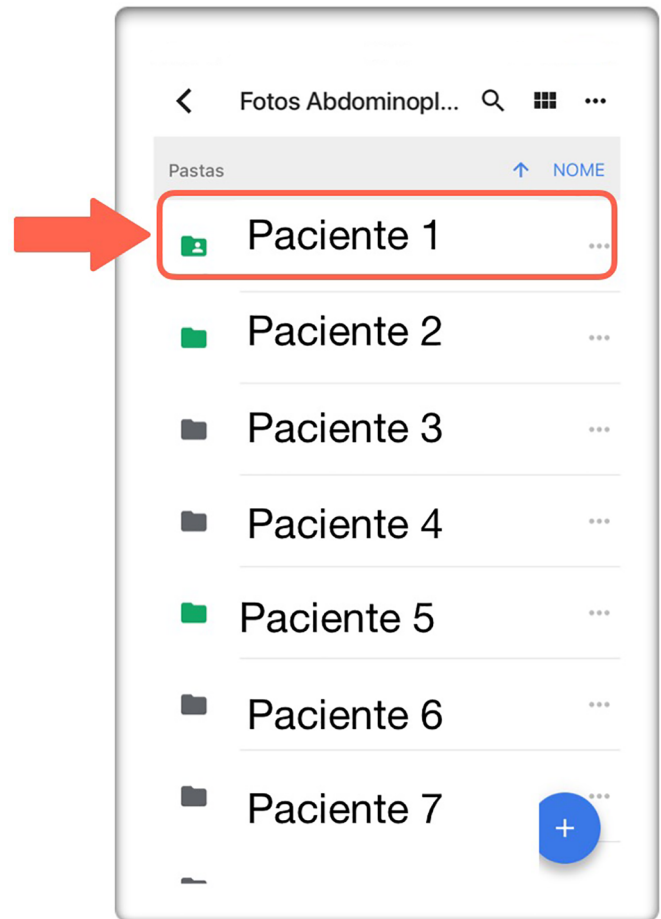 Fotos Abdominopl...
Pastas NOME
Paciente 1
Paciente 2
Paciente 3
Paciente 4
Paciente 5
Paciente 6
Paciente 7